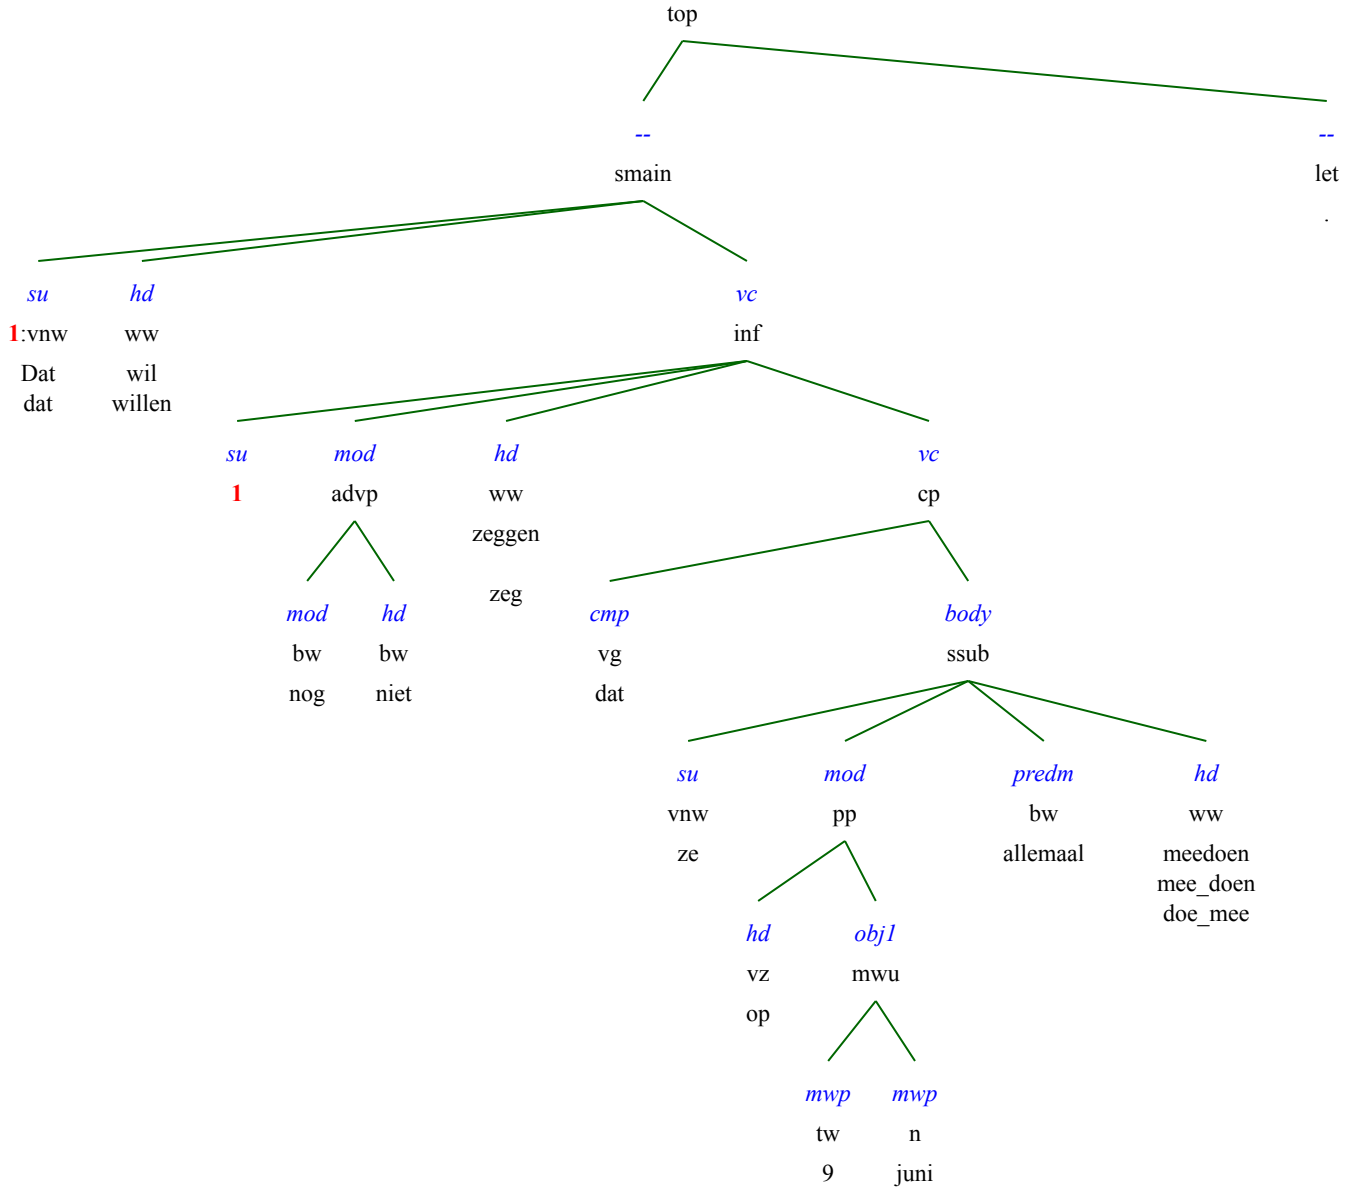 top
-- --
smain let
.
su hd vc
1:vnw ww inf
Dat wil
dat willen
su mod hd vc
1 advp ww cp
zeggen
zeg
mod hd cmp body
bw bw vg ssub
nog niet dat
su mod predm hd
vnw pp bw ww
ze allemaal meedoen
mee_doen
doe_mee
hd obj1
vz mwu
op
mwp mwp
tw n
9 juni